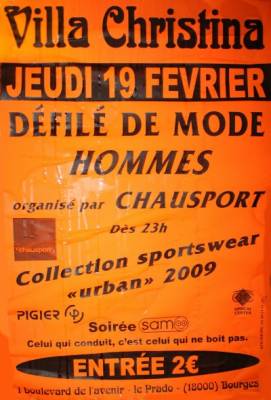 Villa Christina
JEUDI 19 FEVRIER
DÉFILÉ DE MODE
HOMMES
organisé par CHAUSPORT
Dès 23h
chausport
Collection sportswear
«urban» 2009
PIGIER
Soirée sam
Celui qui conduit, c'est celui qui ne boit pas.
ENTRÉE 2€
1 boulevard de l'avenir - le Prado - (18000) Bourges